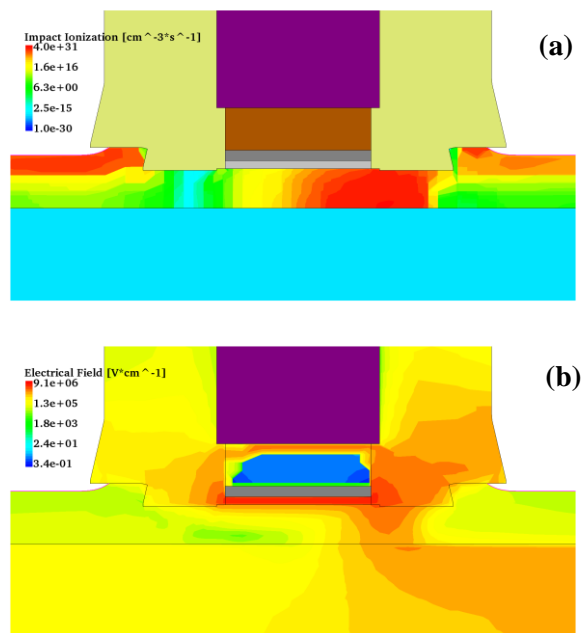 Impact Ionization [cm^-3*s^-1]
(a)
4.0e+31
1.6e+16
6.3e+00
2.5e-15
1.0e-30
Electrical Field [V*cm^-1]
(b)
9.1e+06
1.3e+05
1.8e+03
2.4e+01
3.4e-01